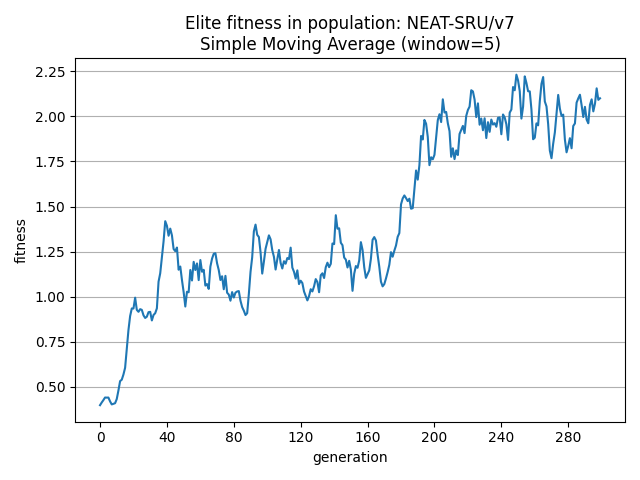 Elite fitness in population: NEAT-SRU/v7
Simple Moving Average (window=5)
2.25
2.00
1.75
1.50
1.25
1.00
0.75
0.50
fitness
0 40 80 120 160 200 240 280
generation